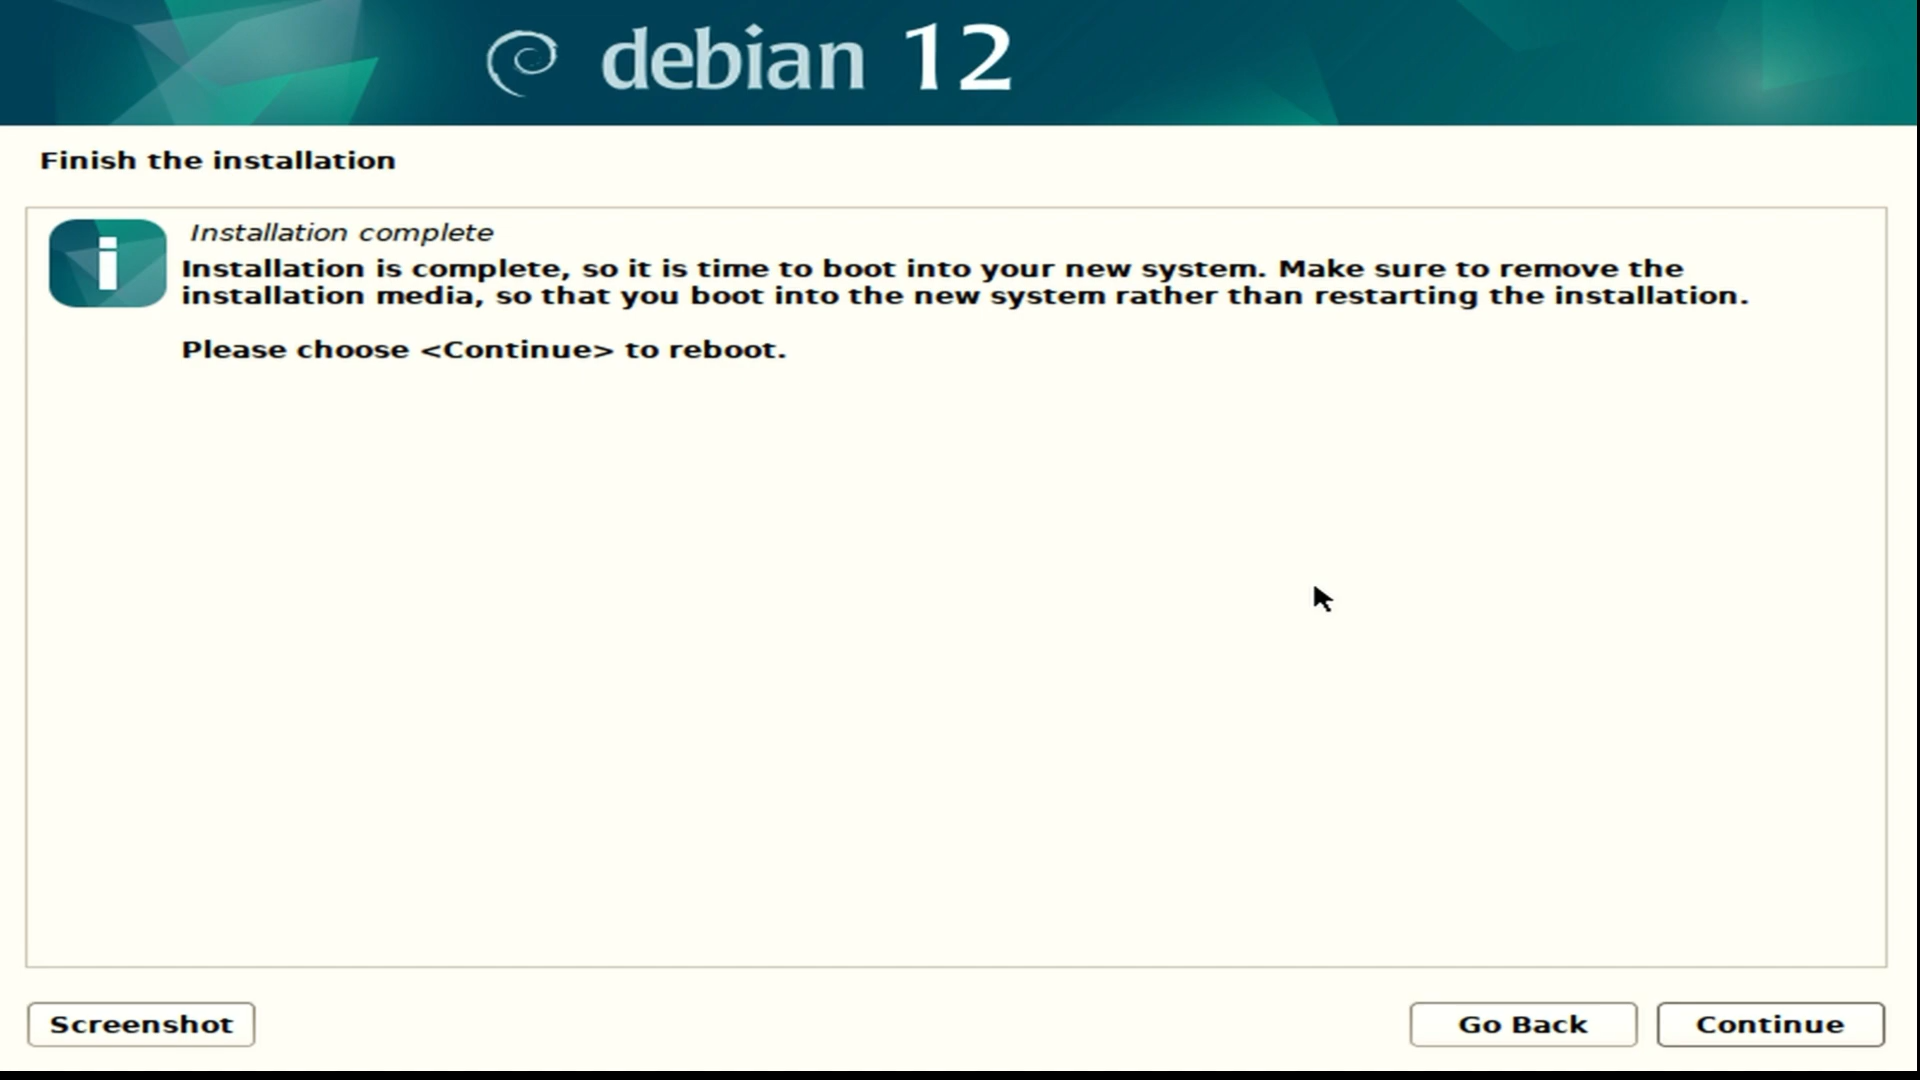 debian 12
Finish the installation
Installation complete
Installation is complete, so it is time to boot into your new system. Make sure to remove the
installation media, so that you boot into the new system rather than restarting the installation.
Please choose <Continue> to reboot.
Screenshot
Go Back
Continue